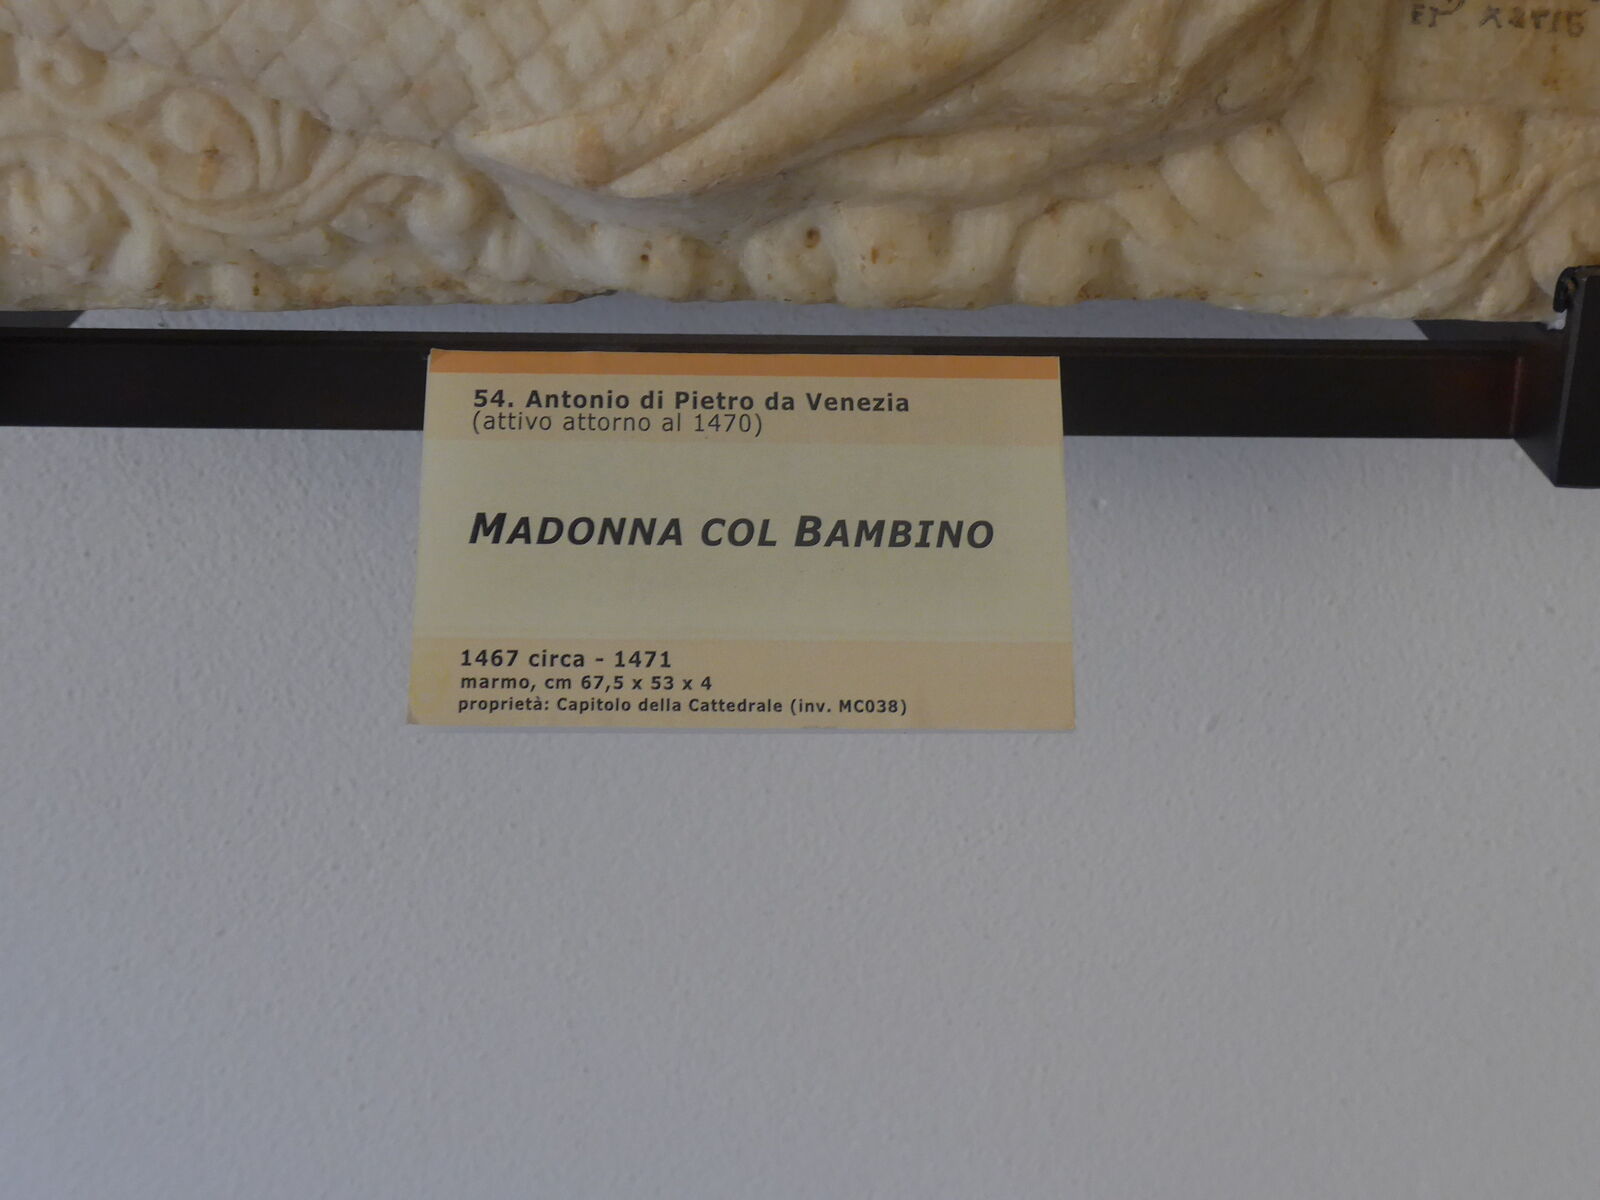 54. Antonio di Pietro da Venezia
(attivo attorno al 1470)
MADONNA COL BAMBINO
1467 circa - 1471
marmo, cm 67,5 x 53 x 4
proprietà: Capitolo della Cattedrale (inv. MC038)